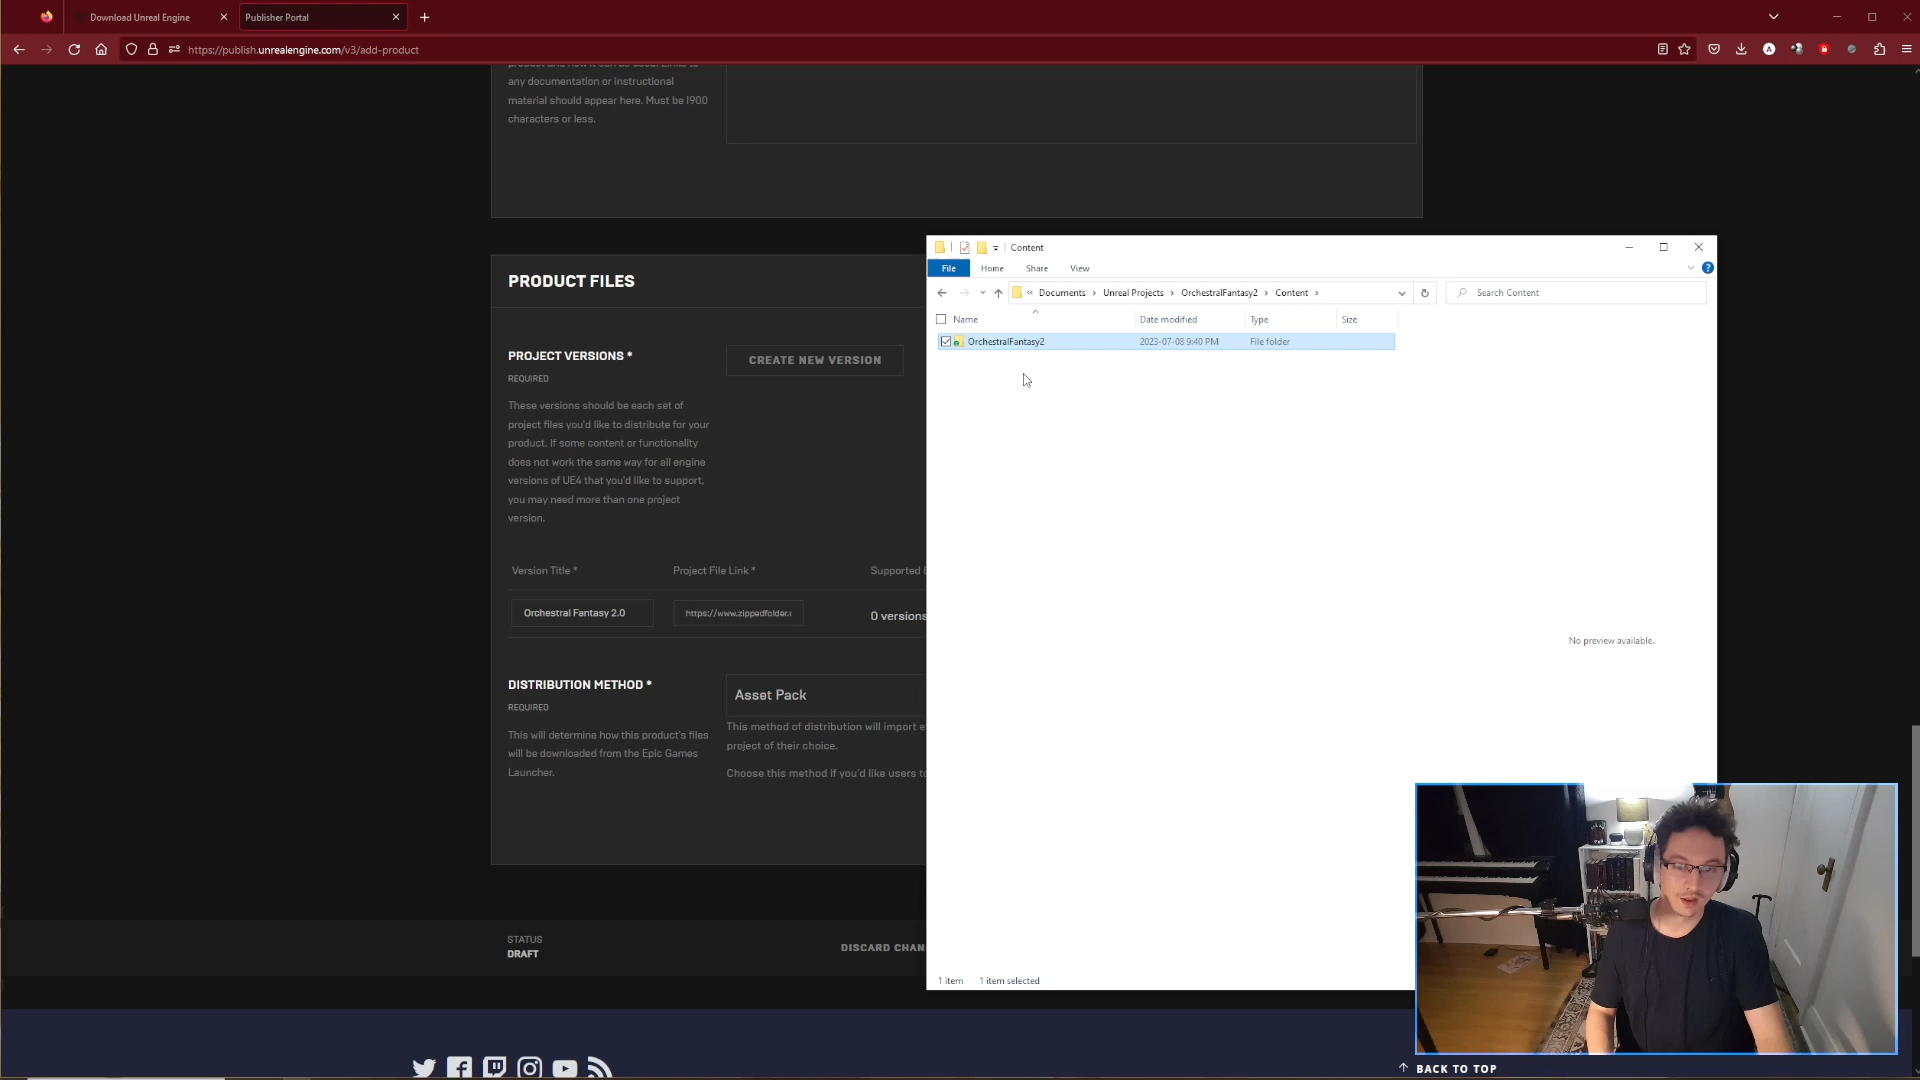 Download Unreal Engine
Publisher Portal
https://publish.unrealengine.com/v3/add-product
any documentation or instructional
material should appear here. Must be 1900
characters or less.
PRODUCT FILES
PROJECT VERSIONS *
REQUIRED
CREATE NEW VERSION
These versions should be each set of
project files you'd like to distribute for your
product. If some content or functionality
does not work the same way for all engine
versions of UE4 that you'd like to support,
you may need more than one project
version.
Version Title *
Project File Link *
Supported E
Orchestral Fantasy 2.0
https://www.zippedfolder.
0 versions
DISTRIBUTION METHOD *
REQUIRED
This will determine how this product's files
will be downloaded from the Epic Games
Launcher.
Asset Pack
This method of distribution will import e
project of their choice.
Choose this method if you'd like users to
STATUS
DRAFT
DISCARD CHAN
Content
File
Home
Share
View
« Documents > Unreal Projects > OrchestralFantasy2 > Content >
Search Content
Name
Date modified
Type
Size
OrchestralFantasy2
2023-07-08 9:40 PM
File folder
No preview available.
1 item
1 item selected
BACK TO TOP